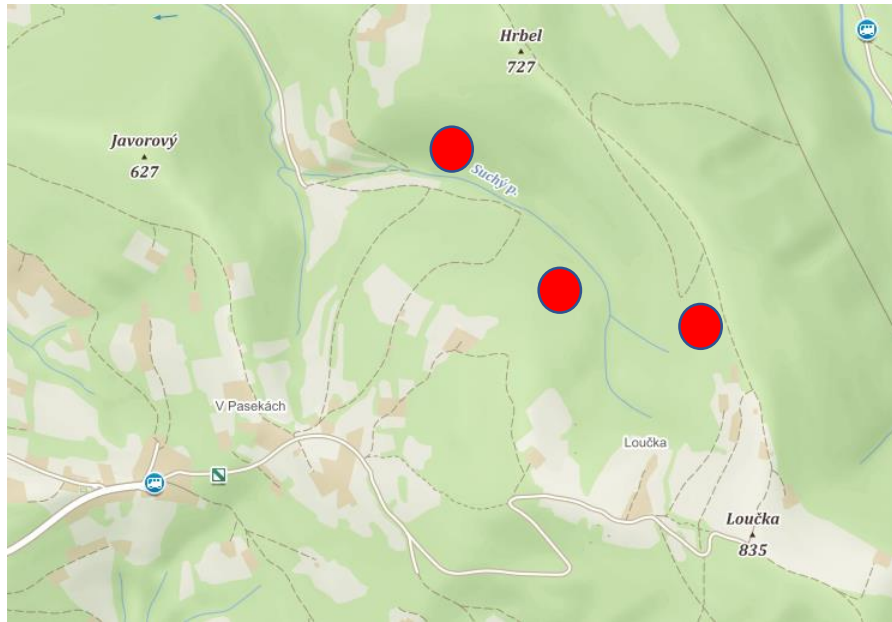 Hrbel
727
Javorový
627
Suchý p.
V Pasekách
Loučka
Loučka
835